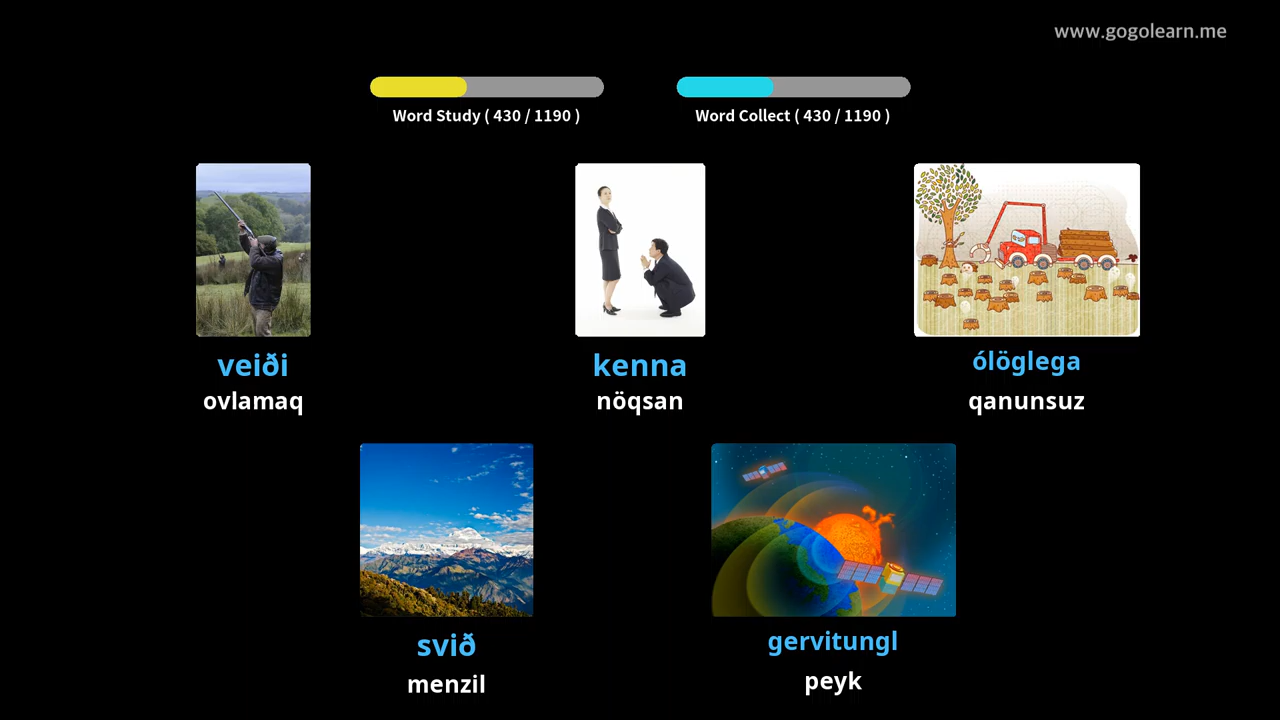 www.gogolearn.me
Word Study ( 430 / 1190 )
Word Collect ( 430 / 1190 )
veiði
ovlamaq
kenna
nöqsan
ólöglega
qanunsuz
svið
menzil
gervitungl
peyk